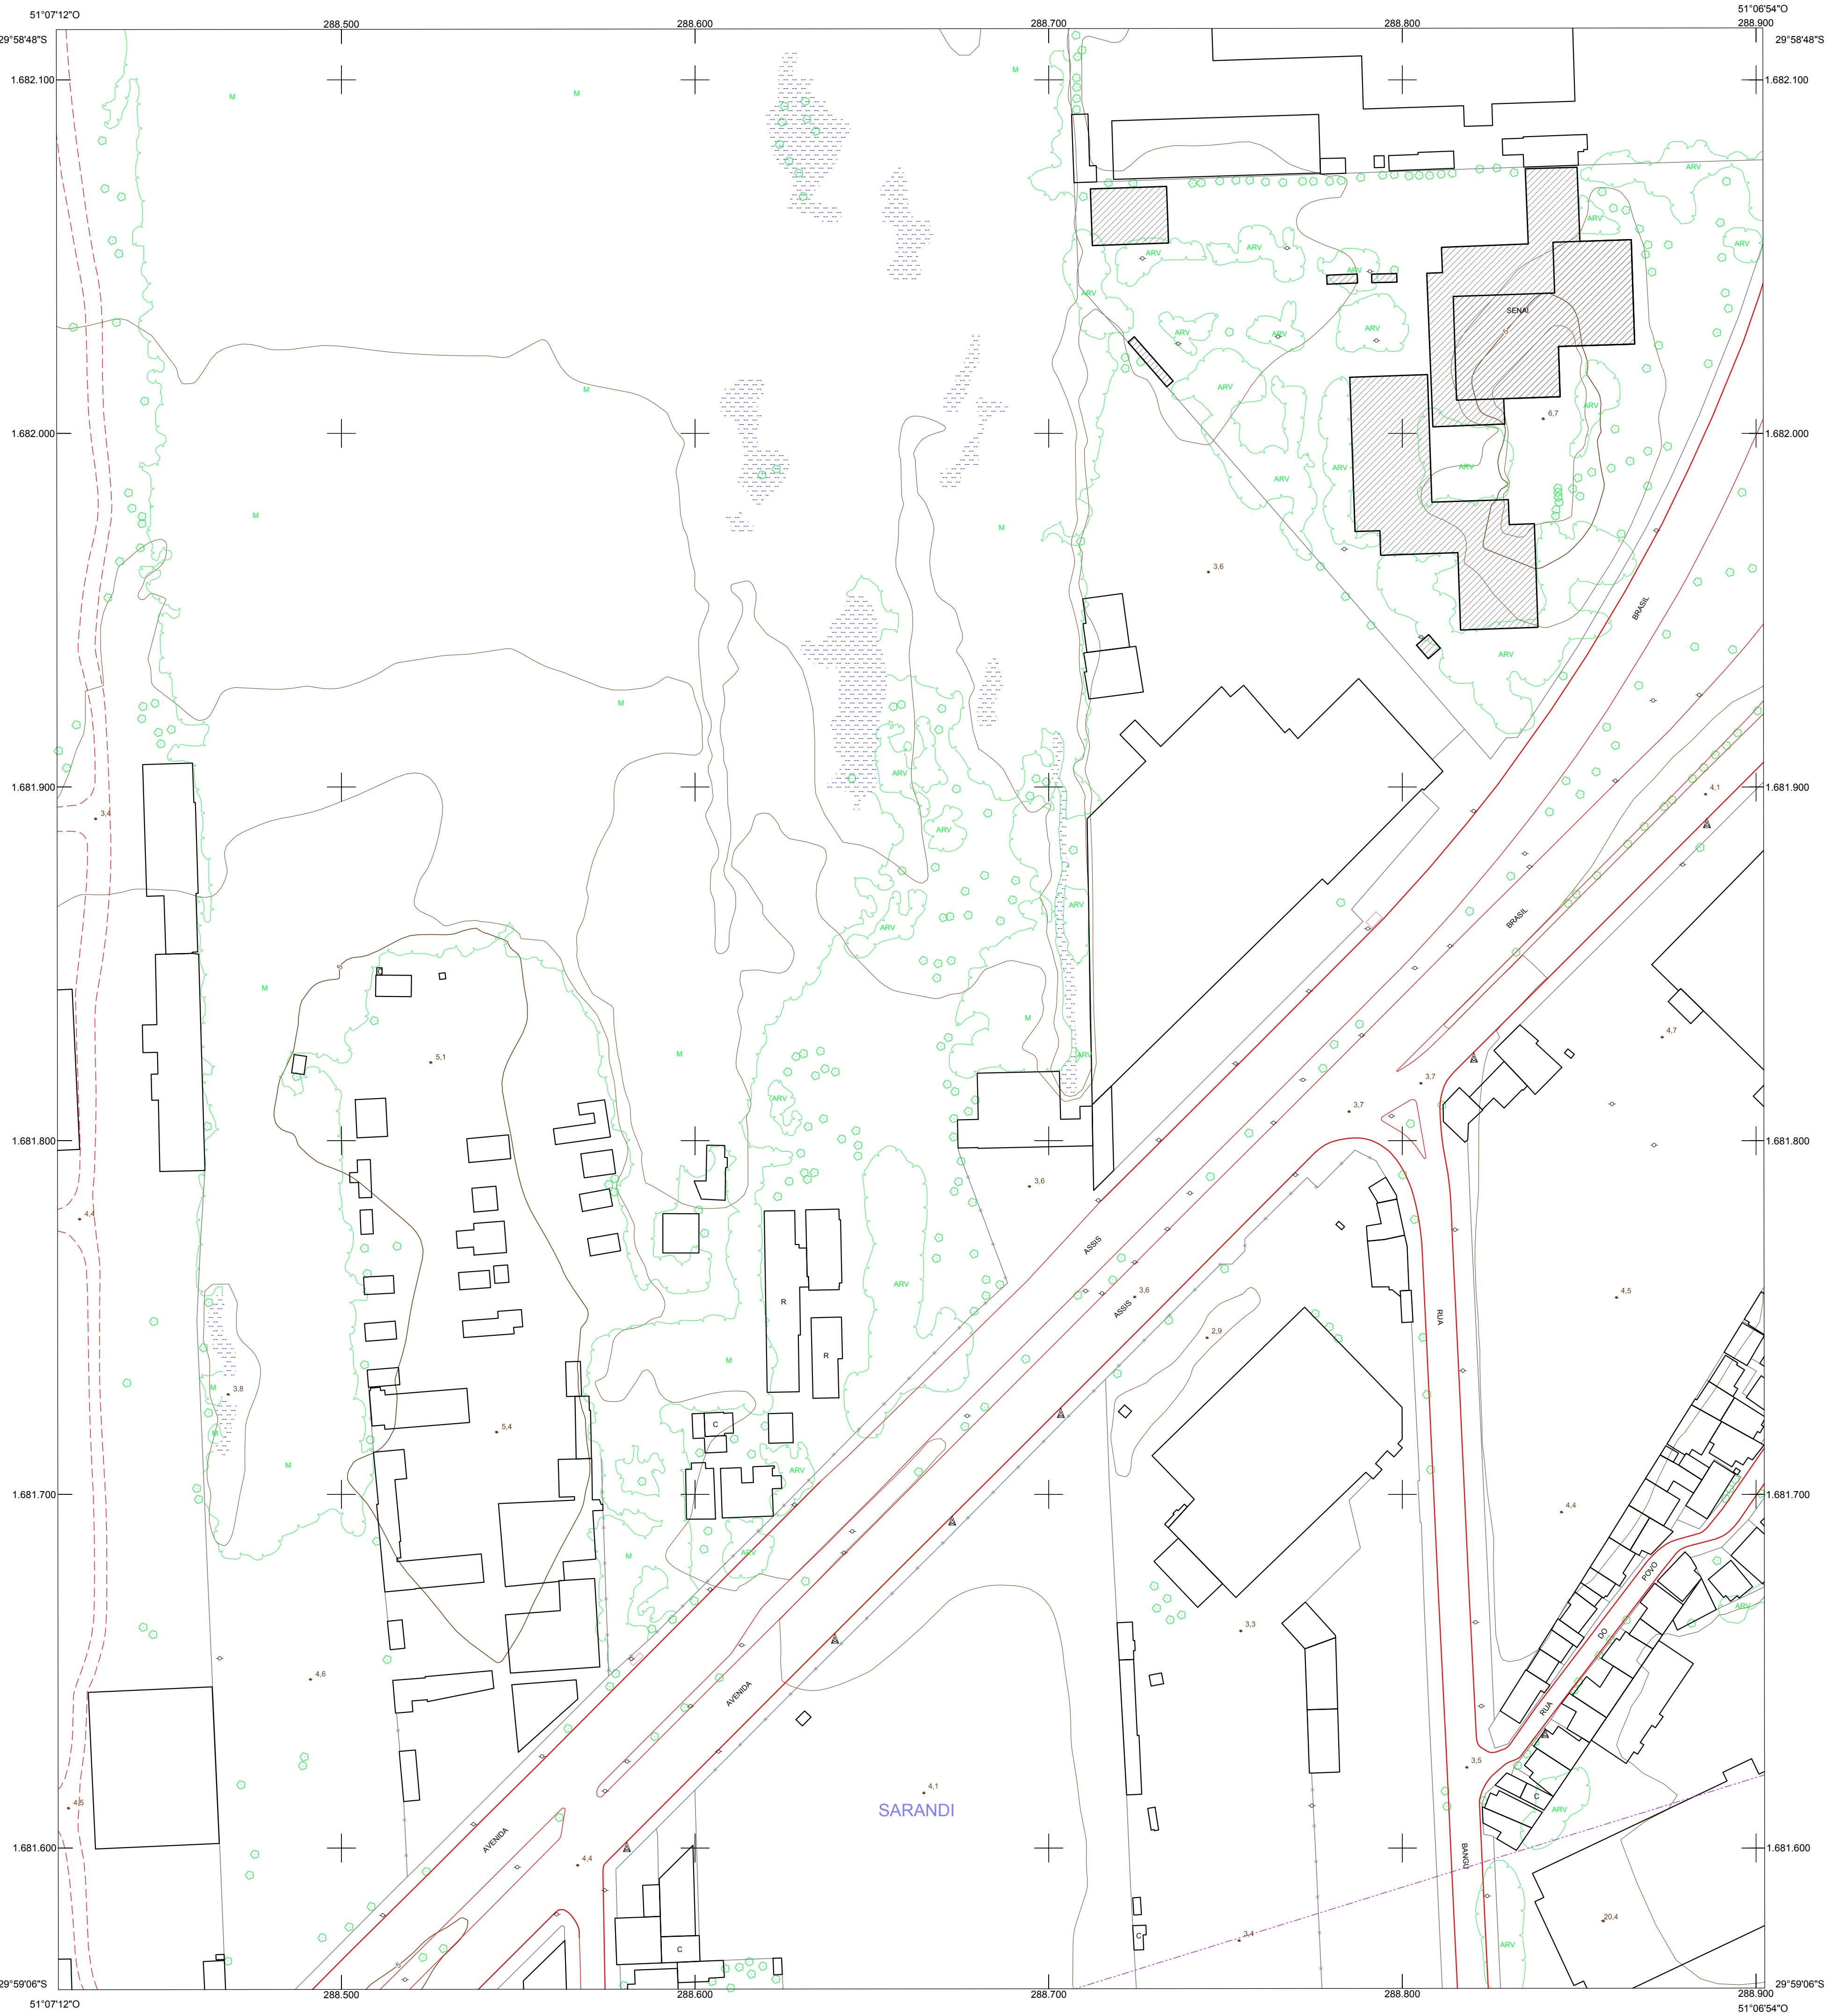 51°07'12"O
288.500
288.600
288.700
288.800
51°06'54"O
288.900
29°58'48"S
29°58'48"S
1.682.100
1.682.100
M
M
M
ARV
ARV
ARV
ARV
ARV
ARV
ARV
SENAI
5
ARV
ARV
ARV
M
ARV
ARV
6,7
1.682.000
1.682.000
ARV
ARV
ARV
M
M
3,6
BRASIL
ARV
M
ARV
1.681.900
1.681.900
4,1
3,4
ARV
ARV
BRASIL
ARV
5
M
M
4,7
5,1
M
ARV
3,7
ARV
3,7
1.681.800
1.681.800
3,6
4,4
ASSIS
ARV
3,6
4,5
R
ASSIS
RUA
2,9
R
M
M
3,8
C
5,4
M
M
ARV
1.681.700
1.681.700
4,4
M
ARV
POVO
ARV
3,3
DO
4,6
AVENIDA
RUA
3,5
4,5
4,1
SARANDI
C
ARV
AVENIDA
1.681.600
1.681.600
BANGU
4,4
20,4
C
C
3,4
ARV
5
29°59'06"S
29°59'06"S
288.500
288.600
288.700
288.800
288.900
51°07'12"O
51°06'54"O